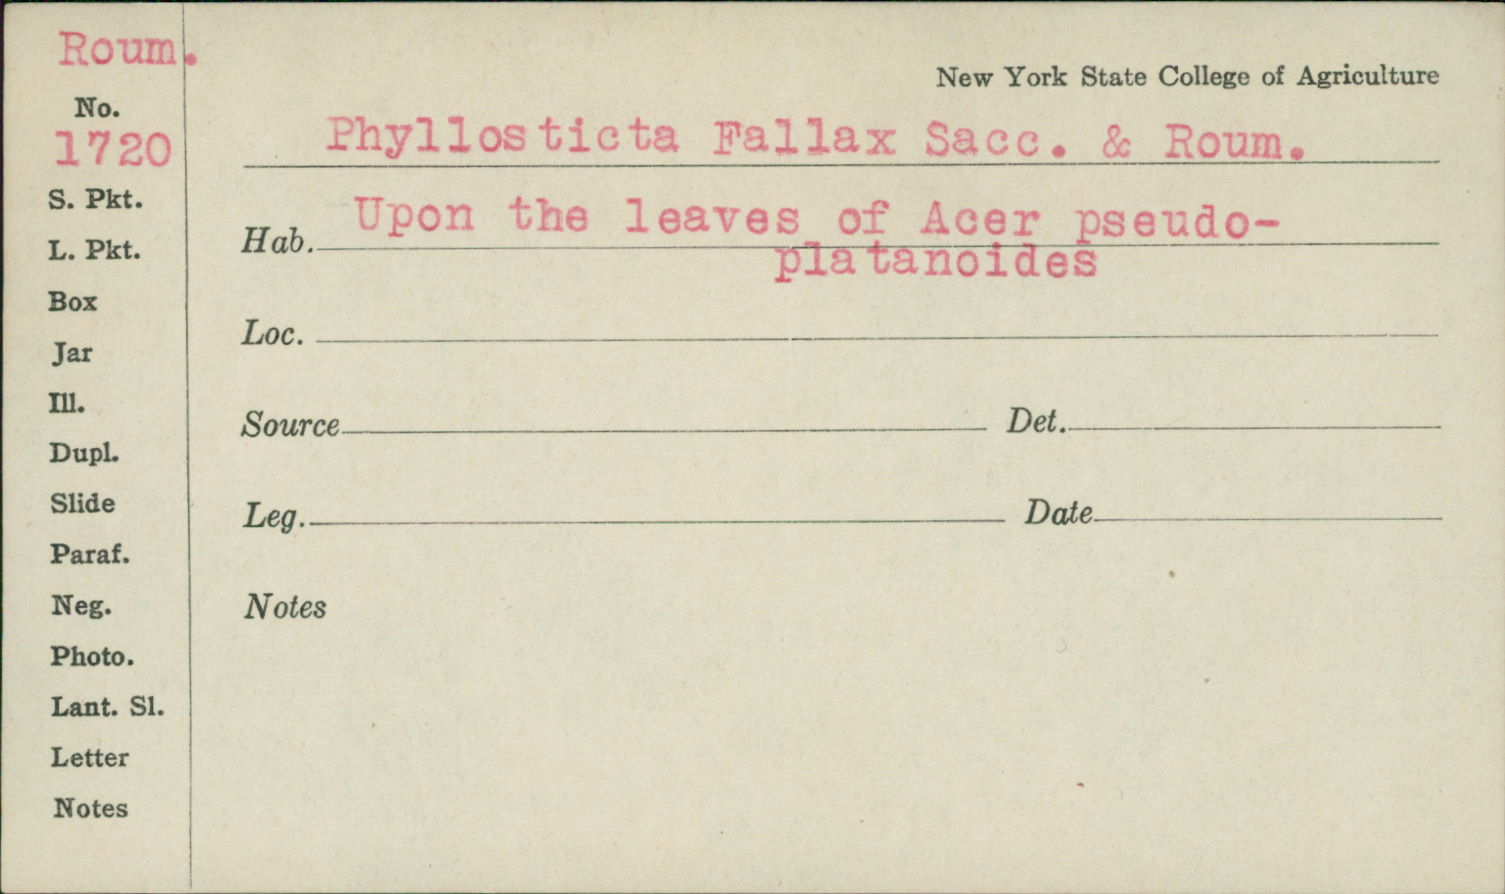 Roum.
New York State College of Agriculture
No.
1720
Phyllosticta Fallax Sacc. & Roum.
S. Pkt.
Hab. Upon the leaves of Acer pseudo-
platanoides
L. Pkt.
Box
Loc.
Jar
Ill.
Source Det.
Dupl.
Slide
Leg. Date
Paraf.
Neg.
Notes
Photo.
Lant. Sl.
Letter
Notes